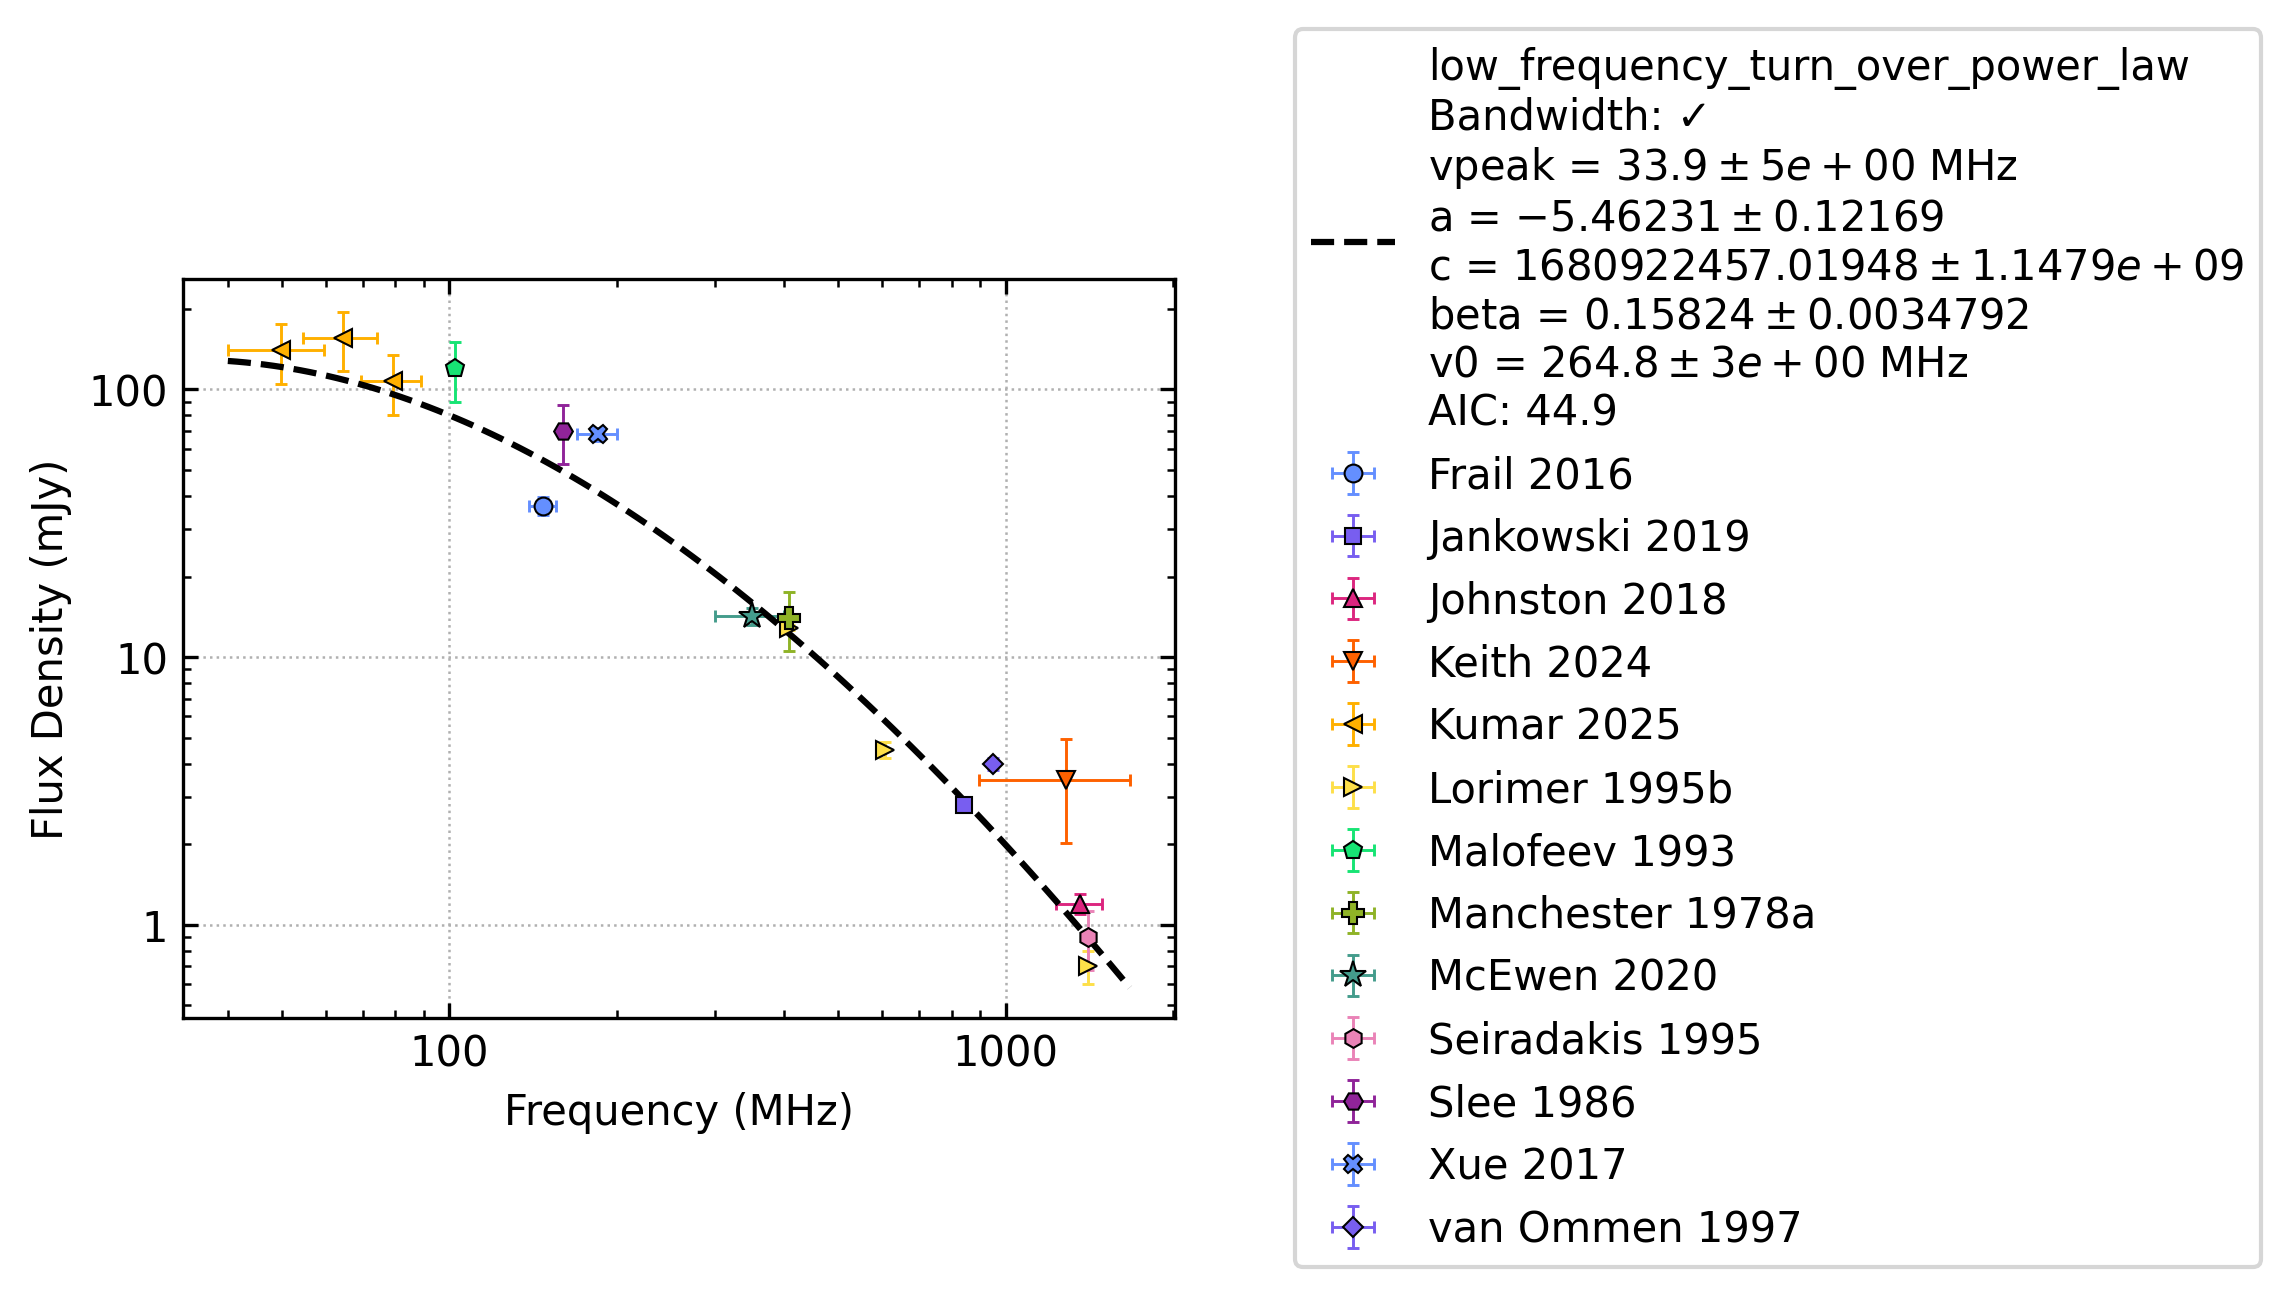 low_frequency_turn_over_power_law
Bandwidth: ✓
vpeak = 33.9 ± 5e + 00 MHz
a = −5.46231 ± 0.12169
c = 1680922457.01948 ± 1.1479e + 09
beta = 0.15824 ± 0.0034792
v0 = 264.8 ± 3e + 00 MHz
AIC: 44.9
Frail 2016
Jankowski 2019
Johnston 2018
Keith 2024
Kumar 2025
Lorimer 1995b
Malofeev 1993
Manchester 1978a
McEwen 2020
Seiradakis 1995
Slee 1986
Xue 2017
van Ommen 1997
Flux Density (mJy)
100
10
1
100
1000
Frequency (MHz)